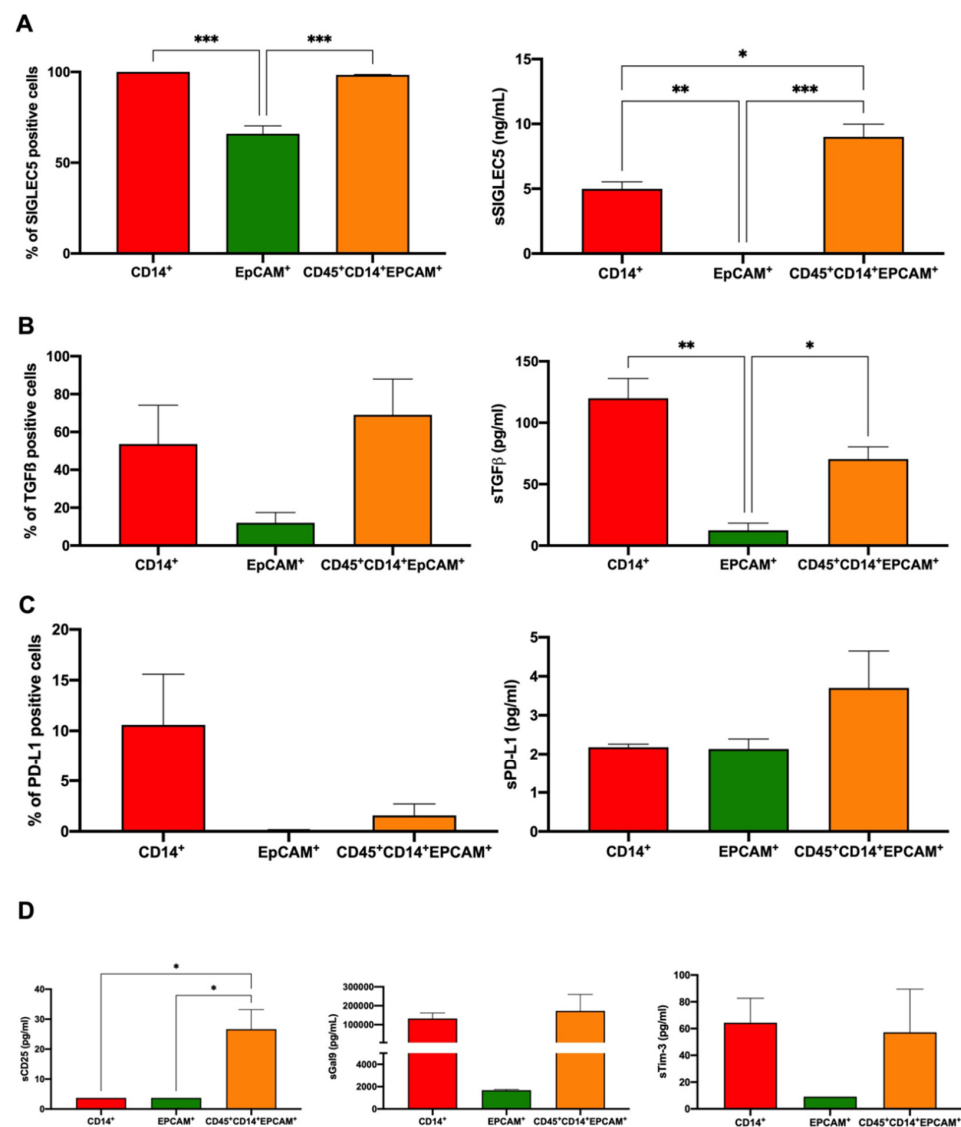 A
% of SIGLEC5 positive cells
100
50
0
*** ***
CD14⁺ EpCAM⁺ CD45⁺CD14⁺EPCAM⁺
sSIGLEC5 (ng/mL)
15
10
5
0
*
** ***
CD14⁺ EpCAM⁺ CD45⁺CD14⁺EPCAM⁺
B
% of TGFß positive cells
100
80
60
40
20
0
CD14⁺ EpCAM⁺ CD45⁺CD14⁺EpCAM⁺
sTGFβ (pg/ml)
150
100
50
0
** *
CD14⁺ EPCAM⁺ CD45⁺CD14⁺EPCAM⁺
C
% of PD-L1 positive cells
20
15
10
5
0
CD14⁺ EpCAM⁺ CD45⁺CD14⁺EPCAM⁺
sPD-L1 (pg/ml)
5
4
3
2
1
0
CD14⁺ EPCAM⁺ CD45⁺CD14⁺EPCAM⁺
D
sCD25 (pg/ml)
40
30
20
10
0
*
*
CD14⁺ EPCAM⁺ CD45⁺CD14⁺EPCAM⁺
sGal9 (pg/mL)
300000
200000
100000
4000
2000
0
CD14⁺ EPCAM⁺ CD45⁺CD14⁺EPCAM⁺
sTim-3 (pg/ml)
100
80
60
40
20
0
CD14⁺ EPCAM⁺ CD45⁺CD14⁺EPCAM⁺